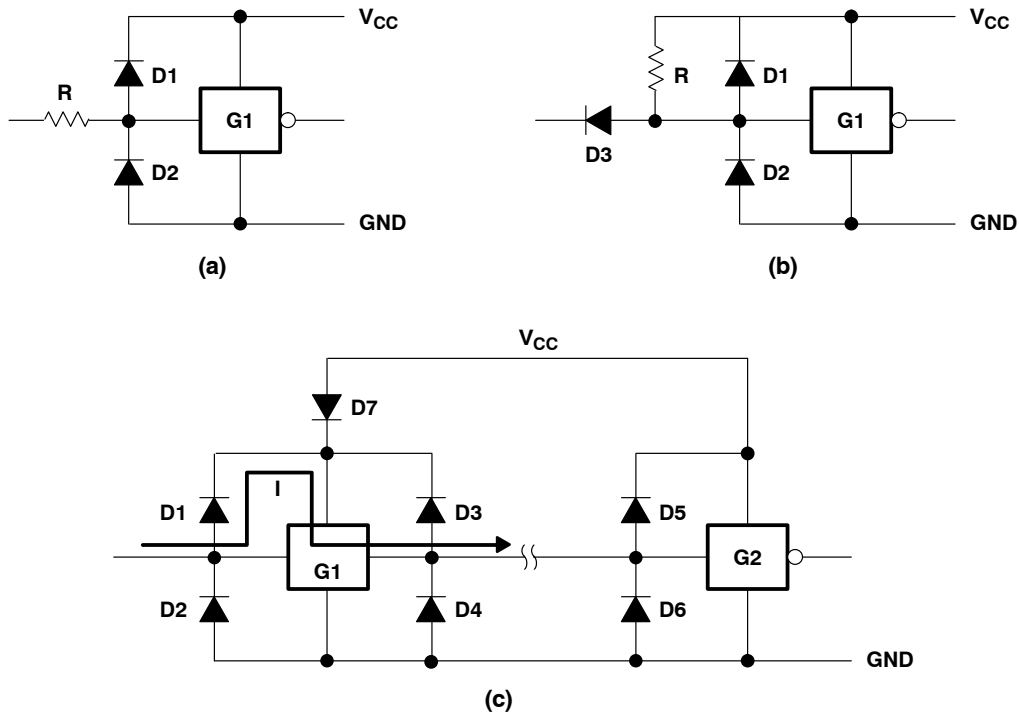 VCC
VCC
D1
R
D1
R
G1
G1
D3
D2
D2
GND
GND
(a)
(b)
VCC
D7
I
D1
D3
D5
G1
G2
D2
D4
D6
GND
(c)